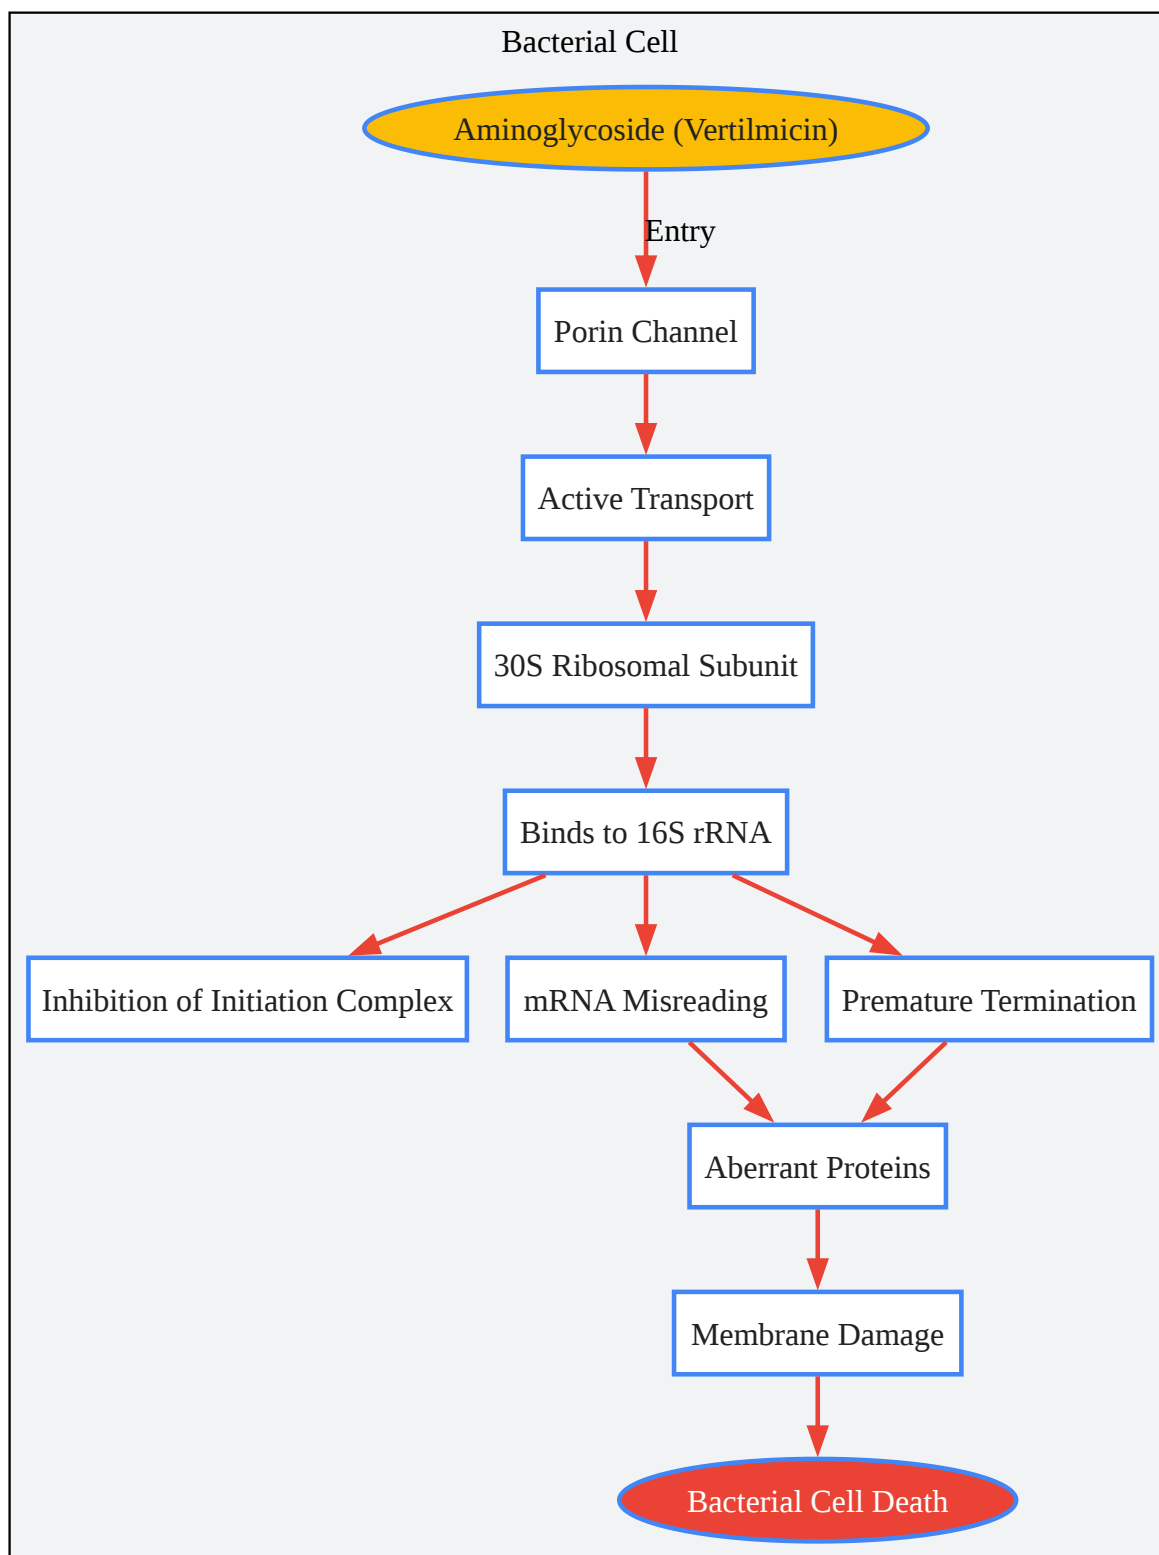 Bacterial Cell
Aminoglycoside (Vertilmicin)
Entry
Porin Channel
Active Transport
30S Ribosomal Subunit
Binds to 16S rRNA
Inhibition of Initiation Complex
mRNA Misreading
Premature Termination
Aberrant Proteins
Membrane Damage
Bacterial Cell Death